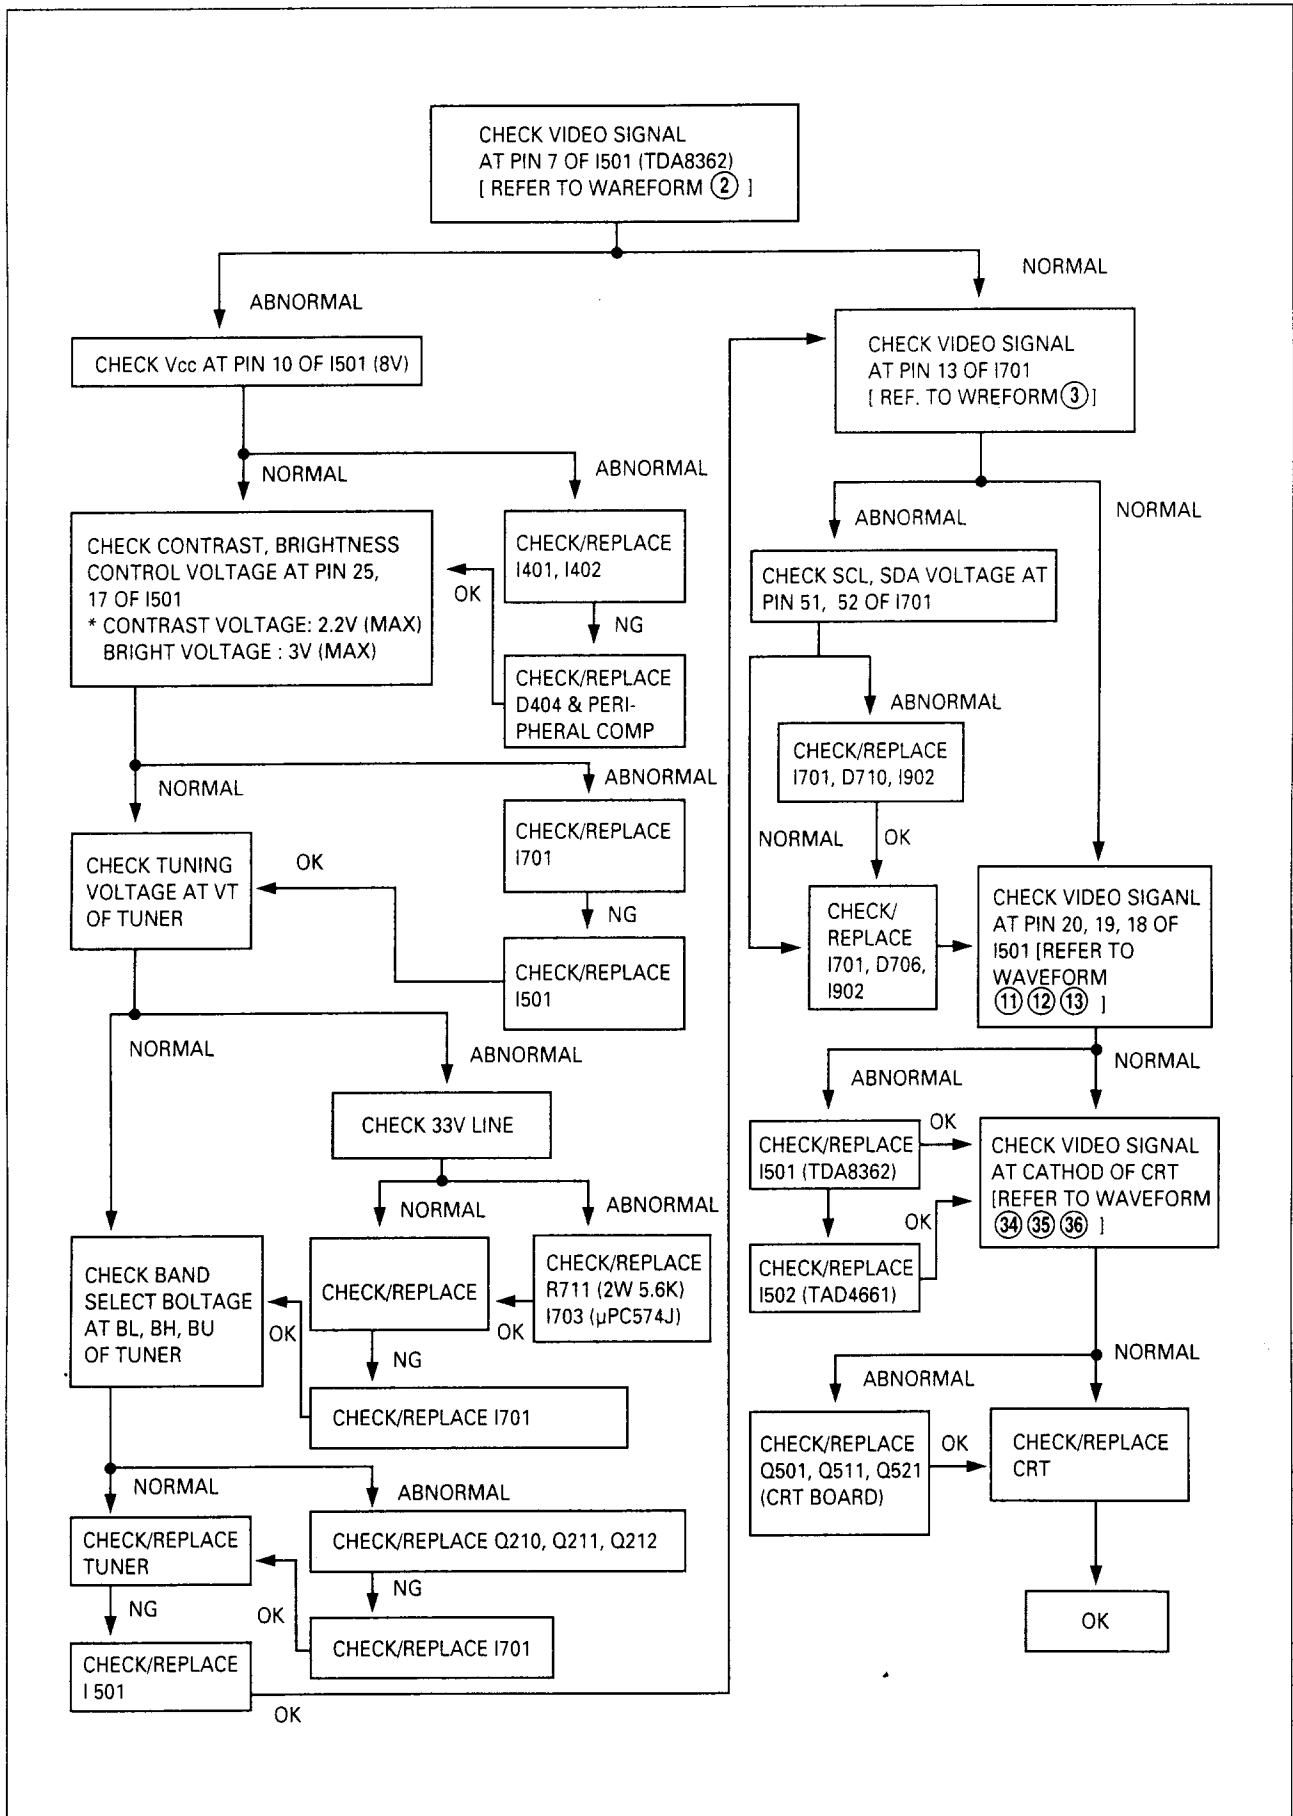 CHECK VIDEO SIGNAL
AT PIN 7 OF I501 (TDA8362)
[ REFER TO WAREFORM ② ]
ABNORMAL
NORMAL
CHECK Vcc AT PIN 10 OF I501 (8V)
NORMAL
ABNORMAL
CHECK CONTRAST, BRIGHTNESS
CONTROL VOLTAGE AT PIN 25,
17 OF I501
* CONTRAST VOLTAGE: 2.2V (MAX)
BRIGHT VOLTAGE : 3V (MAX)
CHECK/REPLACE
I401, I402
OK
NG
CHECK/REPLACE
D404 & PERI-
PHERAL COMP
NORMAL
ABNORMAL
CHECK TUNING
VOLTAGE AT VT
OF TUNER
OK
CHECK/REPLACE
I701
NG
CHECK/REPLACE
I501
NORMAL
ABNORMAL
CHECK 33V LINE
NORMAL
ABNORMAL
CHECK BAND
SELECT BOLTAGE
AT BL, BH, BU
OF TUNER
OK
CHECK/REPLACE
OK
CHECK/REPLACE
R711 (2W 5.6K)
I703 (µPC574J)
NG
CHECK/REPLACE I701
NORMAL
ABNORMAL
CHECK/REPLACE
TUNER
CHECK/REPLACE Q210, Q211, Q212
NG
OK
NG
CHECK/REPLACE I701
CHECK/REPLACE
I 501
OK
CHECK VIDEO SIGNAL
AT PIN 13 OF I701
[ REF. TO WREFORM ③ ]
ABNORMAL
NORMAL
CHECK SCL, SDA VOLTAGE AT
PIN 51, 52 OF I701
ABNORMAL
CHECK/REPLACE
I701, D710, I902
NORMAL
OK
CHECK/
REPLACE
I701, D706,
I902
CHECK VIDEO SIGANL
AT PIN 20, 19, 18 OF
I501 [REFER TO
WAVEFORM
⑪ ⑫ ⑬ ]
ABNORMAL
NORMAL
CHECK/REPLACE
I501 (TDA8362)
OK
CHECK VIDEO SIGNAL
AT CATHOD OF CRT
[REFER TO WAVEFORM
㉞ ㉟ ㊱ ]
OK
CHECK/REPLACE
I502 (TAD4661)
ABNORMAL
NORMAL
CHECK/REPLACE
Q501, Q511, Q521
(CRT BOARD)
OK
CHECK/REPLACE
CRT
OK